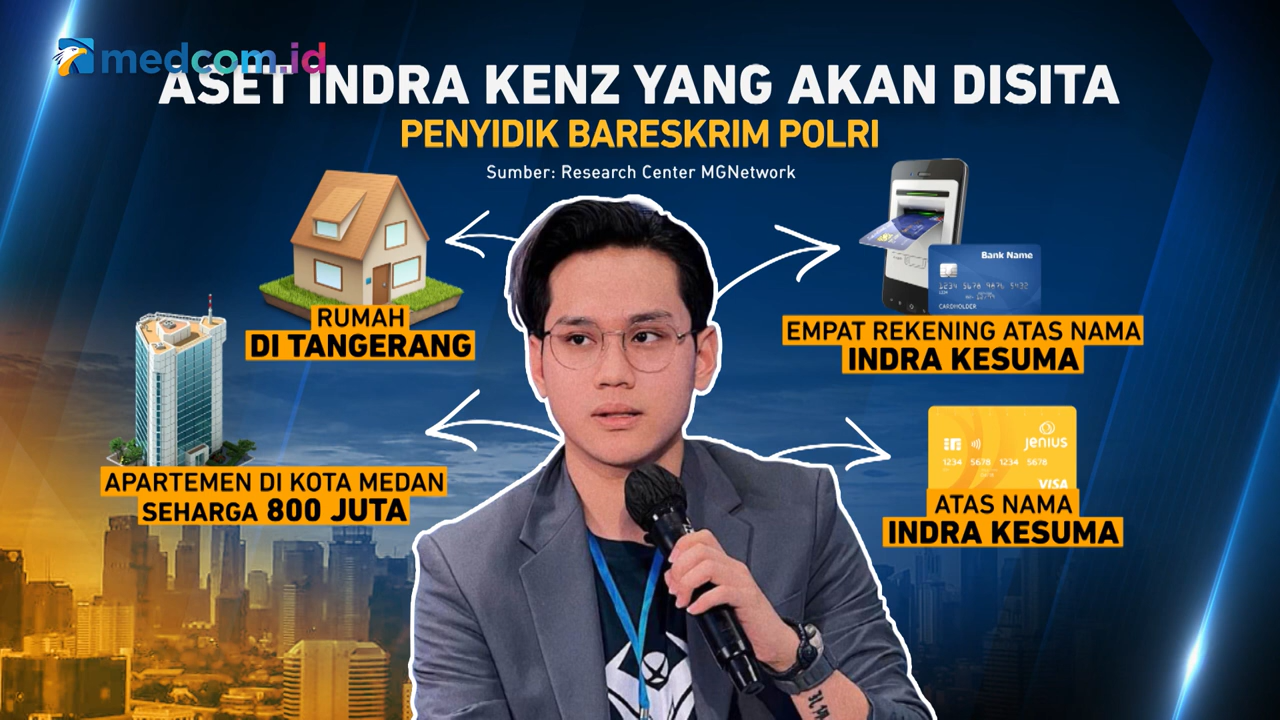 medcom.id
ASET INDRA KENZ YANG AKAN DISITA
PENYIDIK BARESKRIM POLRI
Sumber: Research Center MGNetwork
RUMAH
DI TANGERANG
APARTEMEN DI KOTA MEDAN
SEHARGA 800 JUTA
Bank Name
1234 5678 9876 5432
CARDHOLDER
EMPAT REKENING ATAS NAMA
INDRA KESUMA
jenius
1234 5678 1234 5678
VISA
ATAS NAMA
INDRA KESUMA